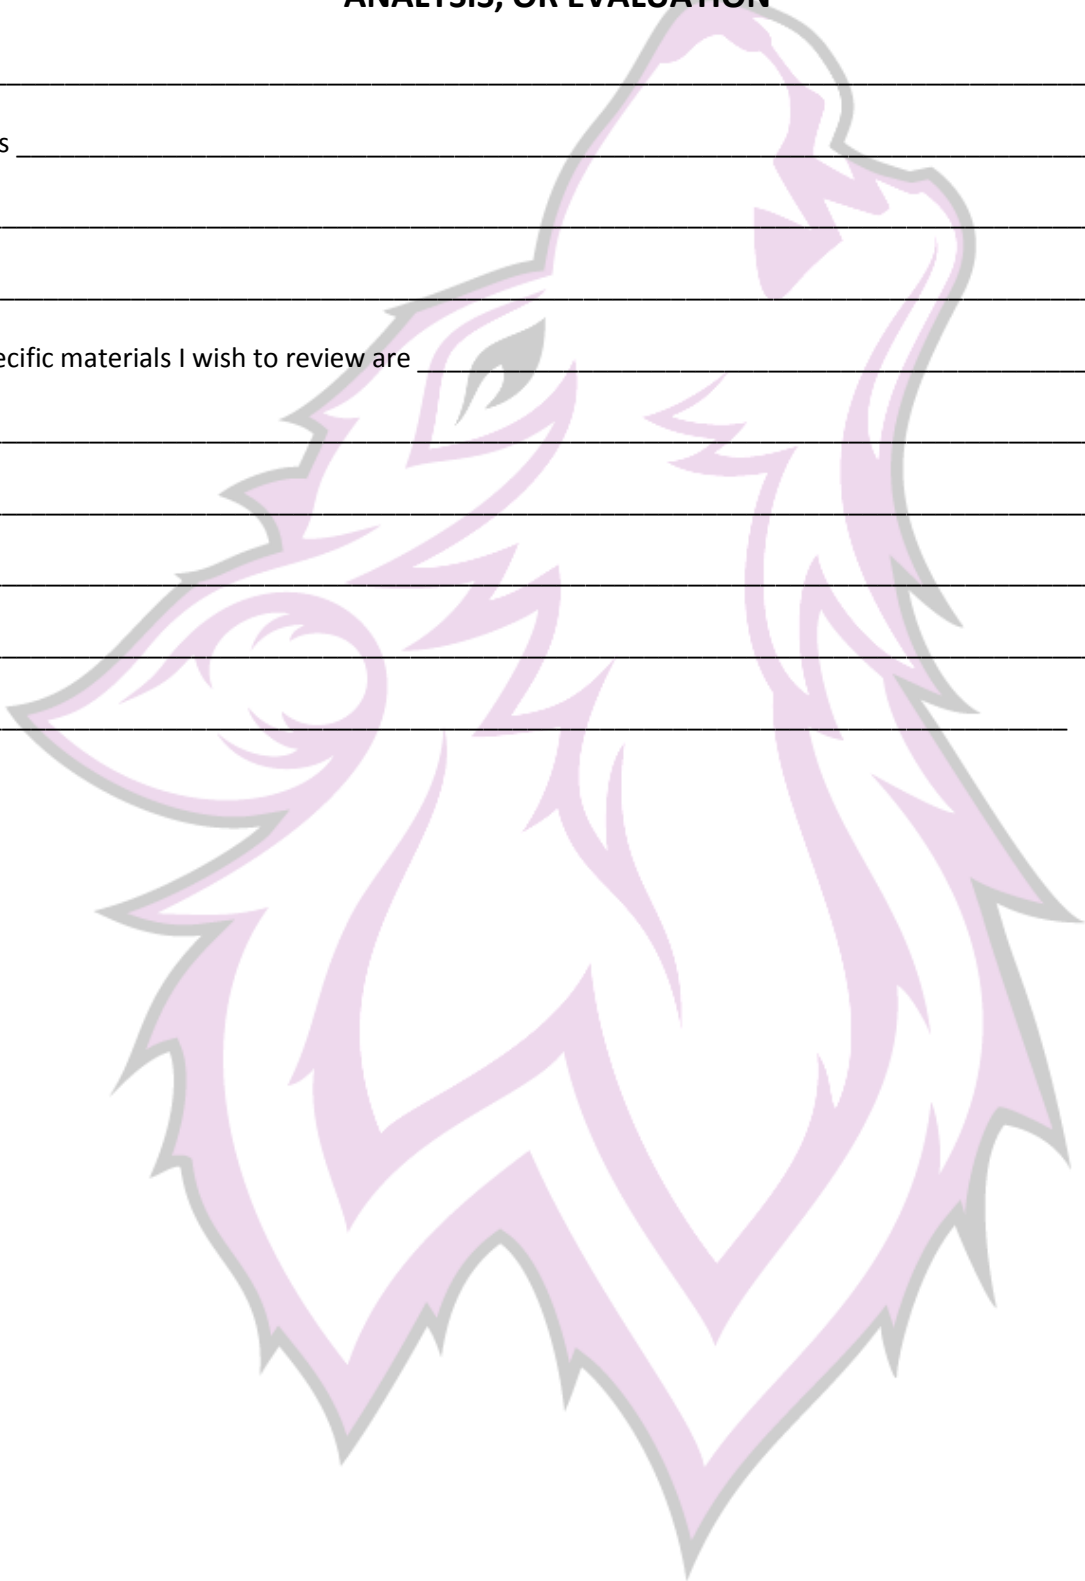 ANALYSIS, OR EVALUATION
s
ecific materials I wish to review are